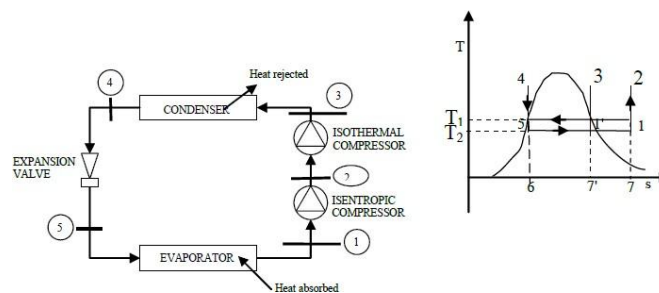 4
CONDENSER
Heat rejected
3
ISOTHERMAL
COMPRESSOR
2
ISENTROPIC
COMPRESSOR
1
EXPANSION
VALVE
5
EVAPORATOR
Heat absorbed
T
4
3
2
T1
T2
5
1'
1
6
7'
7
s